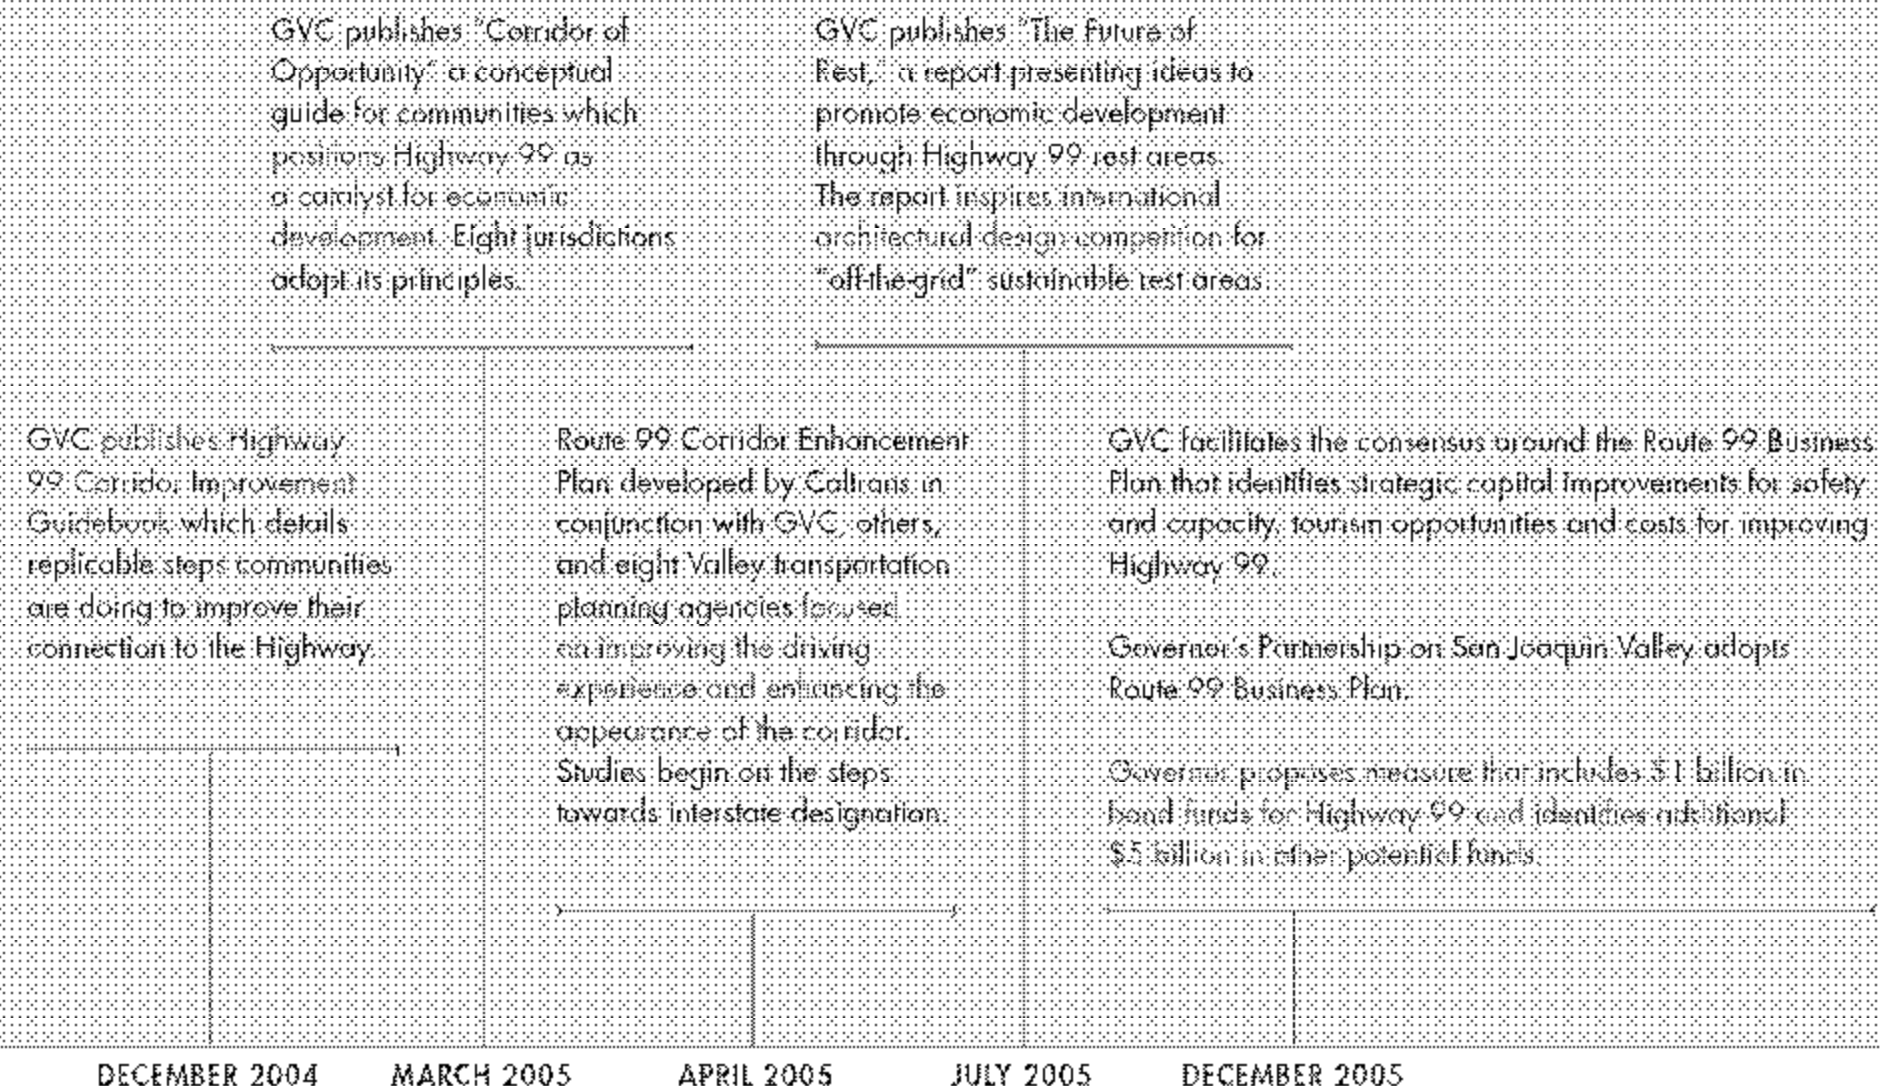 GVC publishes "Corridor of
Opportunity" a conceptual
guide for communities which
positions Highway 99 as
a catalyst for economic
development. Eight jurisdictions
adopt its principles.
GVC publishes "The Future of
Rest," a report presenting ideas to
promote economic development
through Highway 99 rest areas.
The report inspires international
architectural design competition for
"off-the-grid" sustainable rest areas.
GVC publishes Highway
99 Corridor Improvement
Guidebook which details
replicable steps communities
are doing to improve their
connection to the Highway.
Route 99 Corridor Enhancement
Plan developed by Caltrans in
conjunction with GVC, others,
and eight Valley transportation
planning agencies focused
on improving the driving
experience and enhancing the
appearance of the corridor.
Studies begin on the steps
towards interstate designation.
GVC facilitates the consensus around the Route 99 Business
Plan that identifies strategic capital improvements for safety
and capacity, tourism opportunities and costs for improving
Highway 99.
Governor's Partnership on San Joaquin Valley adopts
Route 99 Business Plan.
Governor proposes measure that includes $1 billion in
bond funds for Highway 99 and identifies additional
$5 billion in other potential funds.
DECEMBER 2004
MARCH 2005
APRIL 2005
JULY 2005
DECEMBER 2005